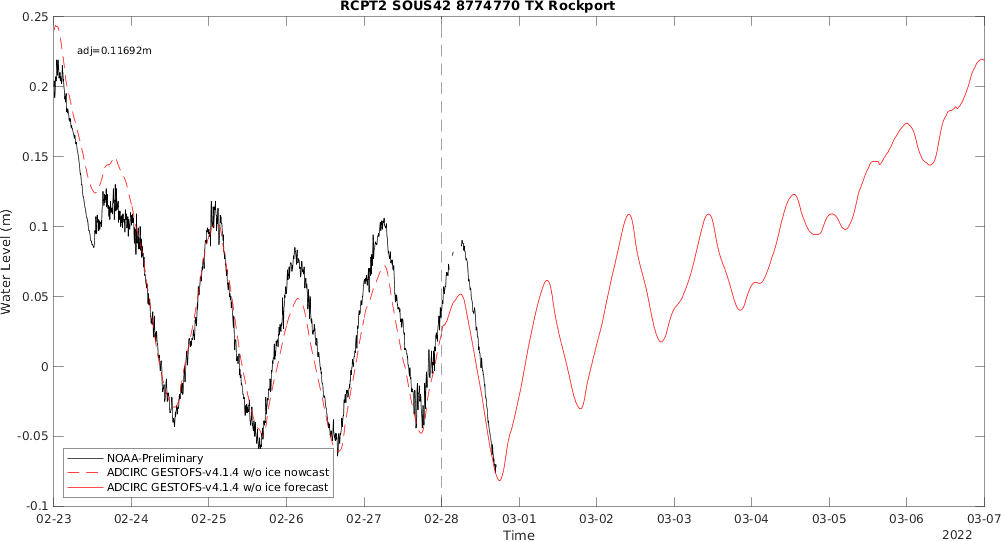 RCPT2 SOUS42 8774770 TX Rockport
0.25
adj=0.11692m
0.2
0.15
0.1
0.05
0
-0.05
-0.1
Water Level (m)
NOAA-Preliminary
ADCIRC GESTOFS-v4.1.4 w/o ice nowcast
ADCIRC GESTOFS-v4.1.4 w/o ice forecast
02-23 02-24 02-25 02-26 02-27 02-28 03-01 03-02 03-03 03-04 03-05 03-06 03-07
Time
2022